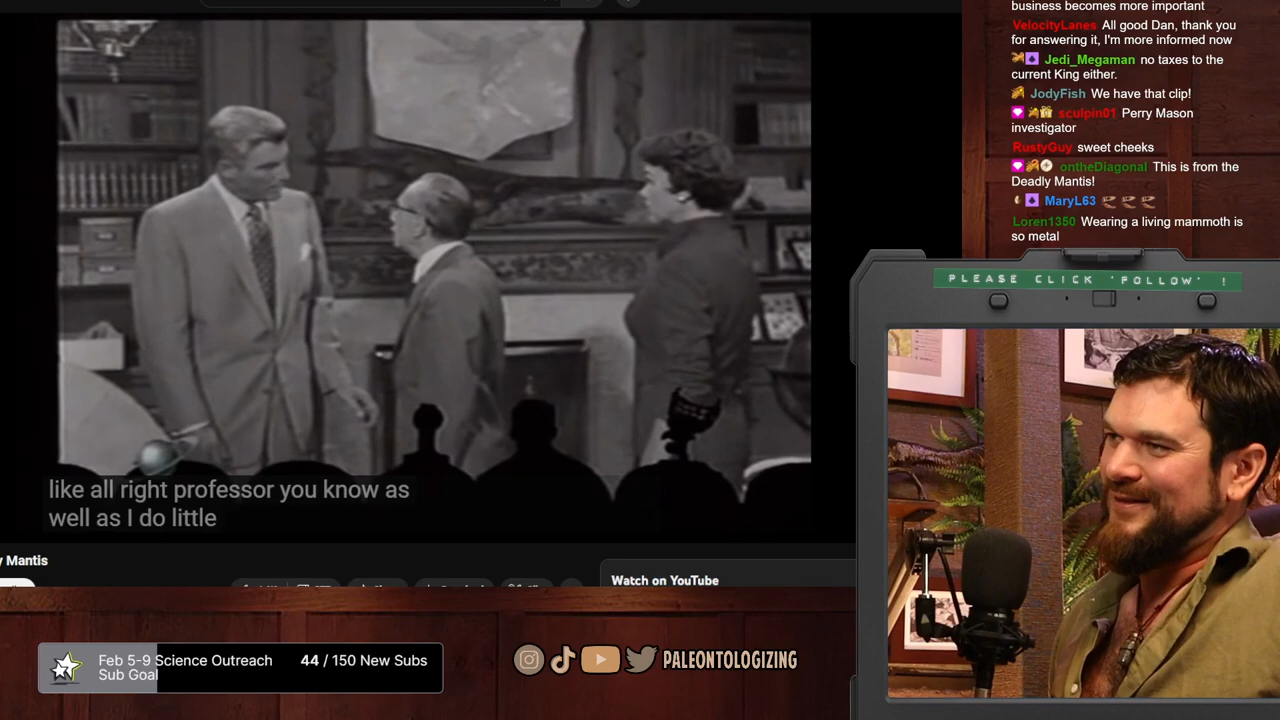 business becomes more important
VelocityLanes All good Dan, thank you
for answering it, I'm more informed now
Jedi_Megaman no taxes to the
current King either.
JodyFish We have that clip!
sculpin01 Perry Mason
investigator
RustyGuy sweet cheeks
ontheDiagonal This is from the
Deadly Mantis!
MaryL63
Loren1350 Wearing a living mammoth is
so metal
PLEASE CLICK "FOLLOW" !
like all right professor you know as
well as I do little
y Mantis
Watch on YouTube
Feb 5-9 Science Outreach
Sub Goal
44 / 150 New Subs
PALEONTOLOGIZING